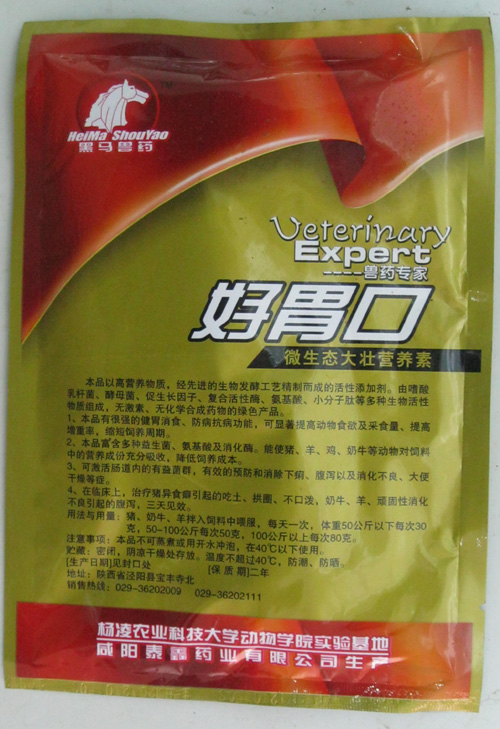 TM
HeiMa ShouYao
黑马兽药
Veterinary
Expert
----兽药专家
好胃口
微生态大壮营养素
本品以高营养物质，经先进的生物发酵工艺精制而成的活性添加剂。由嗜酸
乳杆菌、酵母菌、促生长因子、复合活性酶、氨基酸、小分子肽等多种生物活性
物质组成，无激素、无化学合成药物的绿色产品。
1、本品有很强的健胃消食、防病抗病功能，可显著提高动物食欲及采食量、提高
增重率，缩短饲养周期。
2、本品富含多种益生菌、氨基酸及消化酶。能使猪、羊、鸡、奶牛等动物对饲料
中的营养成份充分吸收，降低饲养成本。
3、可激活肠道内的有益菌群，有效的预防和消除下痢、腹泻以及消化不良、大便
干燥等症。
4、在临床上，治疗猪异食癖引起的吃土、拱圈、不口泼，奶牛、羊、顽固性消化
不良引起的腹泻，三天见效。
用法与用量：猪、奶牛、羊拌入饲料中喂服，每天一次，体重50公斤以下每次30
克，50-100公斤每次50克，100公斤以上每次80克。
注意事项：本品不可蒸煮或用开水冲泡，在40℃以下使用。
贮藏：密闭，阴凉干燥处存放。温度不超过40℃，防潮、防晒。
[生产日期]见封口处 [保质期]二年
地址：陕西省泾阳县宝丰寺北
销售热线：029-36202009 029-36202111
杨凌农业科技大学动物学院实验基地
咸阳泰鑫药业有限公司生产